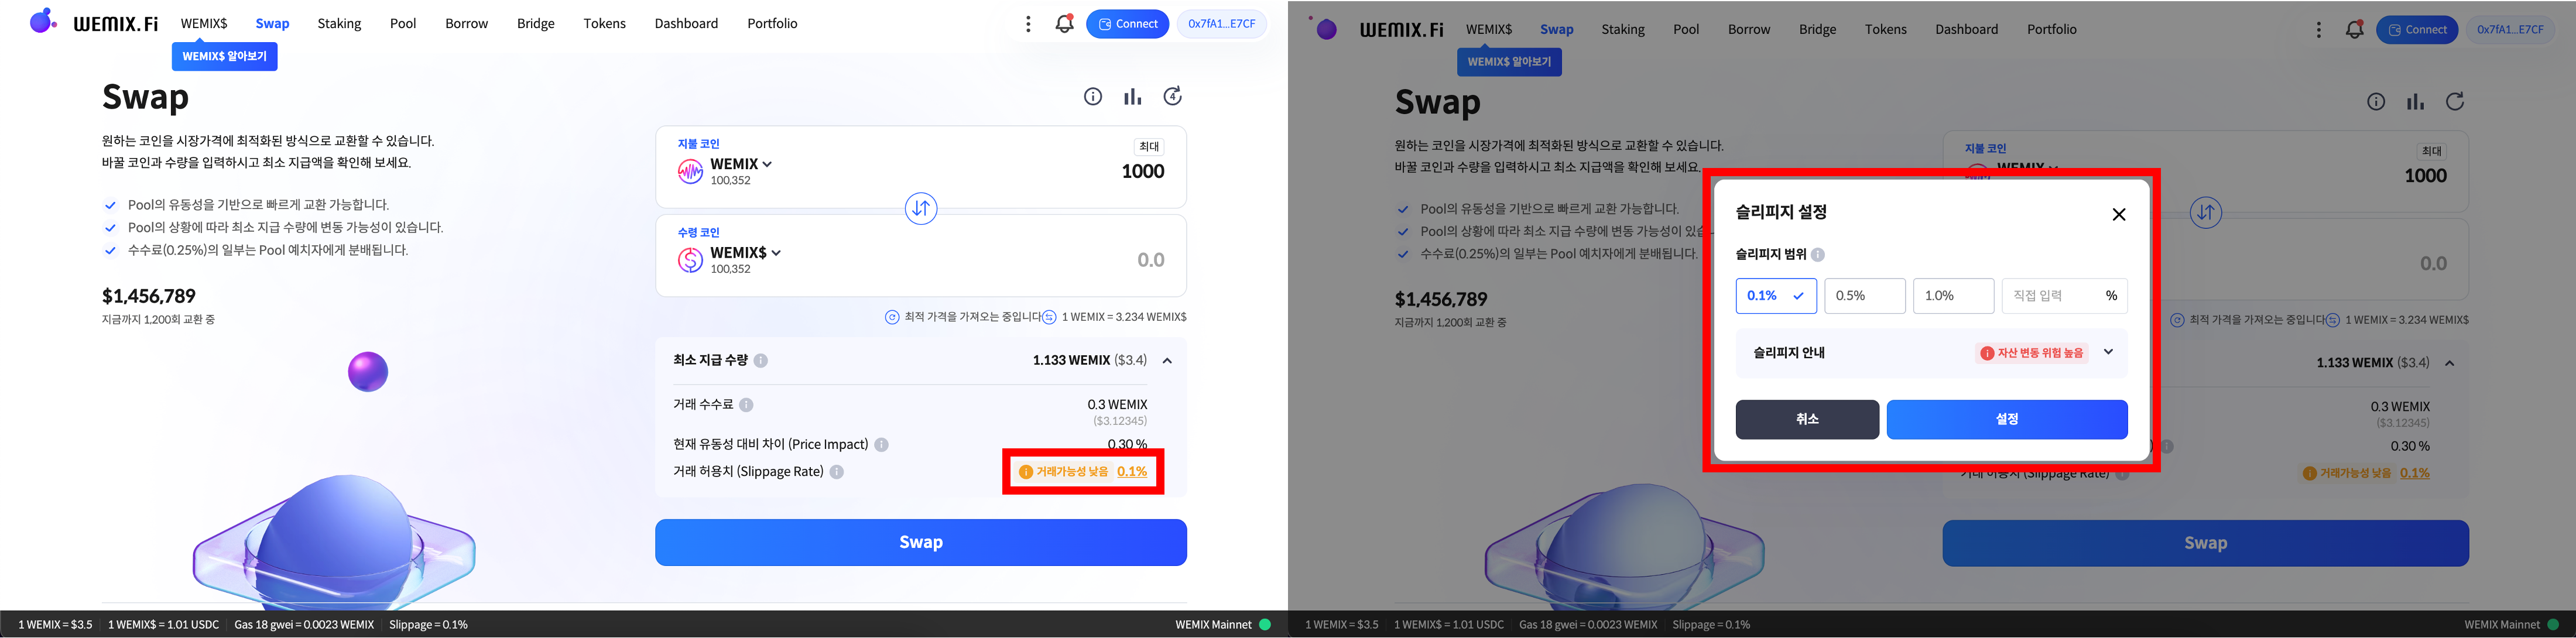 WEMIX.Fi WEMIX$ Swap Staking Pool Borrow Bridge Tokens Dashboard Portfolio Connect 0x7fA1...E7CF
WEMIX$ 알아보기
Swap
4
원하는 코인을 시장가격에 최적화된 방식으로 교환할 수 있습니다.
바꿀 코인과 수량을 입력하시고 최소 지급액을 확인해 보세요.
Pool의 유동성을 기반으로 빠르게 교환 가능합니다.
Pool의 상황에 따라 최소 지급 수량에 변동 가능성이 있습니다.
수수료(0.25%)의 일부는 Pool 예치자에게 분배됩니다.
$1,456,789
지금까지 1,200회 교환 중
지불 코인 최대
WEMIX 1000
100,352
수령 코인
WEMIX$ 0.0
100,352
최적 가격을 가져오는 중입니다 1 WEMIX = 3.234 WEMIX$
최소 지급 수량 1.133 WEMIX ($3.4)
거래 수수료 0.3 WEMIX
($3.12345)
현재 유동성 대비 차이 (Price Impact) 0.30 %
거래 허용치 (Slippage Rate) 거래가능성 낮음 0.1%
Swap
1 WEMIX = $3.5 1 WEMIX$ = 1.01 USDC Gas 18 gwei = 0.0023 WEMIX Slippage = 0.1% WEMIX Mainnet
WEMIX.Fi WEMIX$ Swap Staking Pool Borrow Bridge Tokens Dashboard Portfolio Connect 0x7fA1...E7CF
WEMIX$ 알아보기
Swap
원하는 코인을 시장가격에 최적화된 방식으로 교환할 수 있습니다.
바꿀 코인과 수량을 입력하시고 최소 지급액을 확인해 보세요.
Pool의 유동성을 기반으로 빠르게 교환 가능합니다.
Pool의 상황에 따라 최소 지급 수량에 변동 가능성이 있습
수수료(0.25%)의 일부는 Pool 예치자에게 분배됩니다.
$1,456,789
지금까지 1,200회 교환 중
지불 코인 최대
WEMIX 1000
0.0
슬리피지 설정
슬리피지 범위
0.1% 0.5% 1.0% 직접 입력 %
슬리피지 안내 자산 변동 위험 높음
취소 설정
최적 가격을 가져오는 중입니다 1 WEMIX = 3.234 WEMIX$
1.133 WEMIX ($3.4)
0.3 WEMIX
($3.12345)
0.30 %
거래 허용치 (Slippage Rate) 거래가능성 낮음 0.1%
Swap
1 WEMIX = $3.5 1 WEMIX$ = 1.01 USDC Gas 18 gwei = 0.0023 WEMIX Slippage = 0.1% WEMIX Mainnet